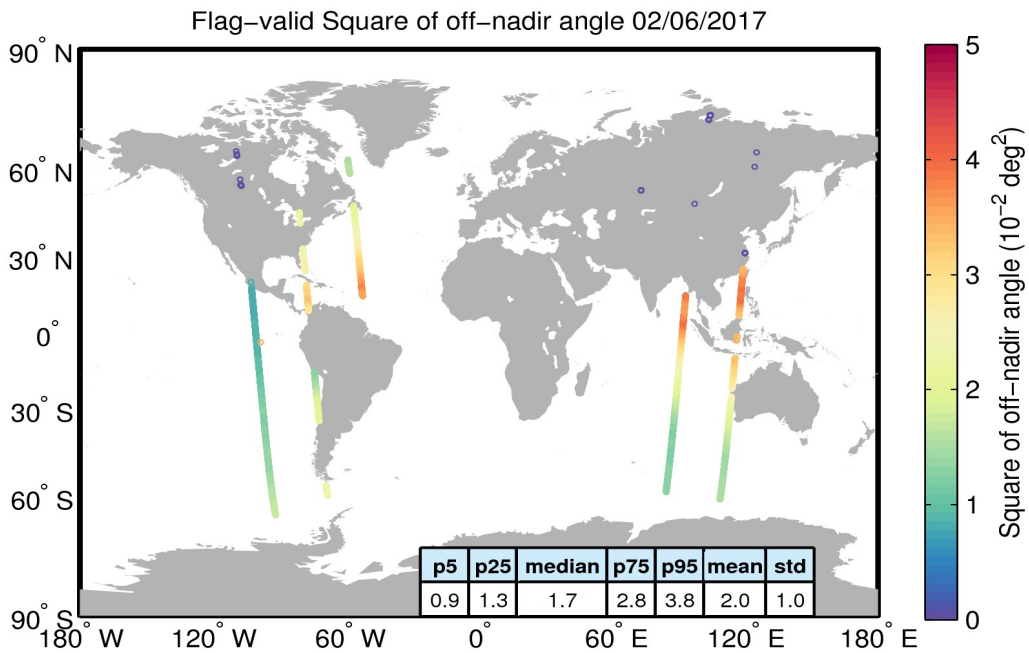 Flag−valid Square of off−nadir angle 02/06/2017
90° N
60° N
30° N
0°
30° S
60° S
90° S
180° W
120° W
60° W
0°
60° E
120° E
180° E
p5 p25 median p75 p95 mean std
0.9 1.3 1.7 2.8 3.8 2.0 1.0
5
4
3
2
1
0
Square of off−nadir angle (10⁻² deg²)